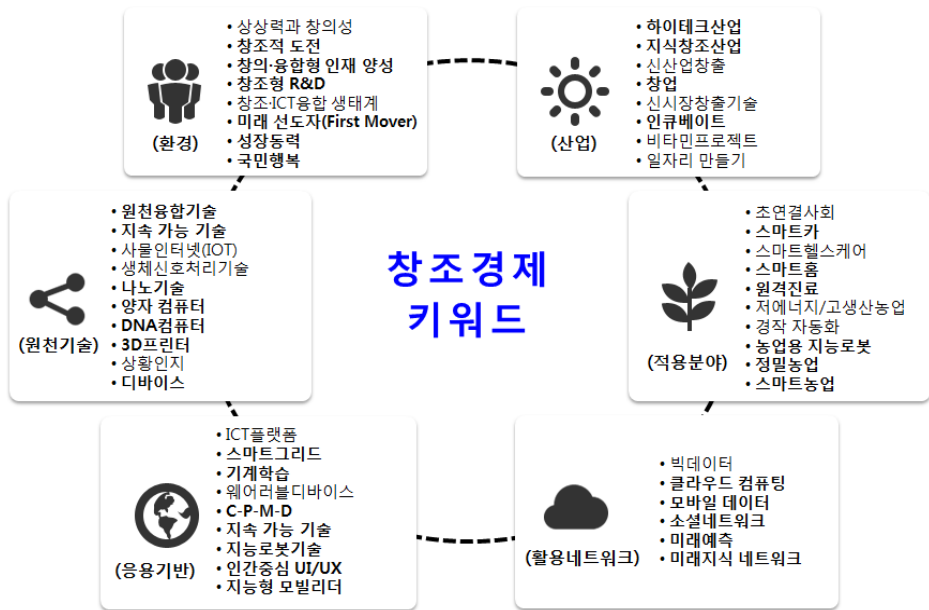 • 상상력과 창의성
• 창조적 도전
• 창의·융합형 인재 양성
• 창조형 R&D
• 창조·ICT융합 생태계
• 미래 선도자(First Mover)
• 성장동력
• 국민행복
(환경)
• 하이테크산업
• 지식창조산업
• 신산업창출
• 창업
• 신시장창출기술
• 인큐베이트
• 비타민프로젝트
• 일자리 만들기
(산업)
• 원천융합기술
• 지속 가능 기술
• 사물인터넷(IOT)
• 생체신호처리기술
• 나노기술
• 양자 컴퓨터
• DNA컴퓨터
• 3D프린터
• 상황인지
• 디바이스
(원천기술)
창조경제
키워드
• 초연결사회
• 스마트카
• 스마트헬스케어
• 스마트홈
• 원격진료
• 저에너지/고생산농업
• 경작 자동화
• 농업용 지능로봇
• 정밀농업
• 스마트농업
(적용분야)
• ICT플랫폼
• 스마트그리드
• 기계학습
• 웨어러블디바이스
• C-P-M-D
• 지속 가능 기술
• 지능로봇기술
• 인간중심 UI/UX
• 지능형 모빌리더
(응용기반)
• 빅데이터
• 클라우드 컴퓨팅
• 모바일 데이터
• 소셜네트워크
• 미래예측
• 미래지식 네트워크
(활용네트워크)